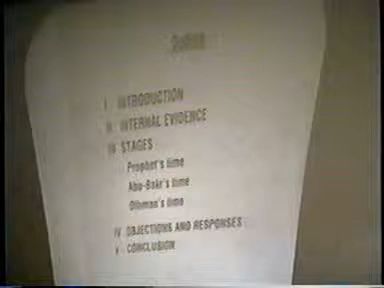 I INTRODUCTION
II INTERNAL EVIDENCE
III STAGES
Prophet's time
Abu-Bakr's time
Othman's time
IV OBJECTIONS AND RESPONSES
V CONCLUSION